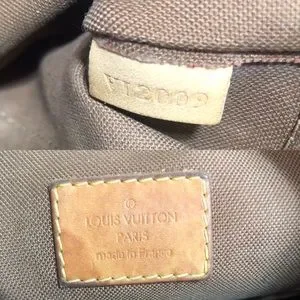 VI2009
®
LOUIS VUITTON
PARIS
made in France